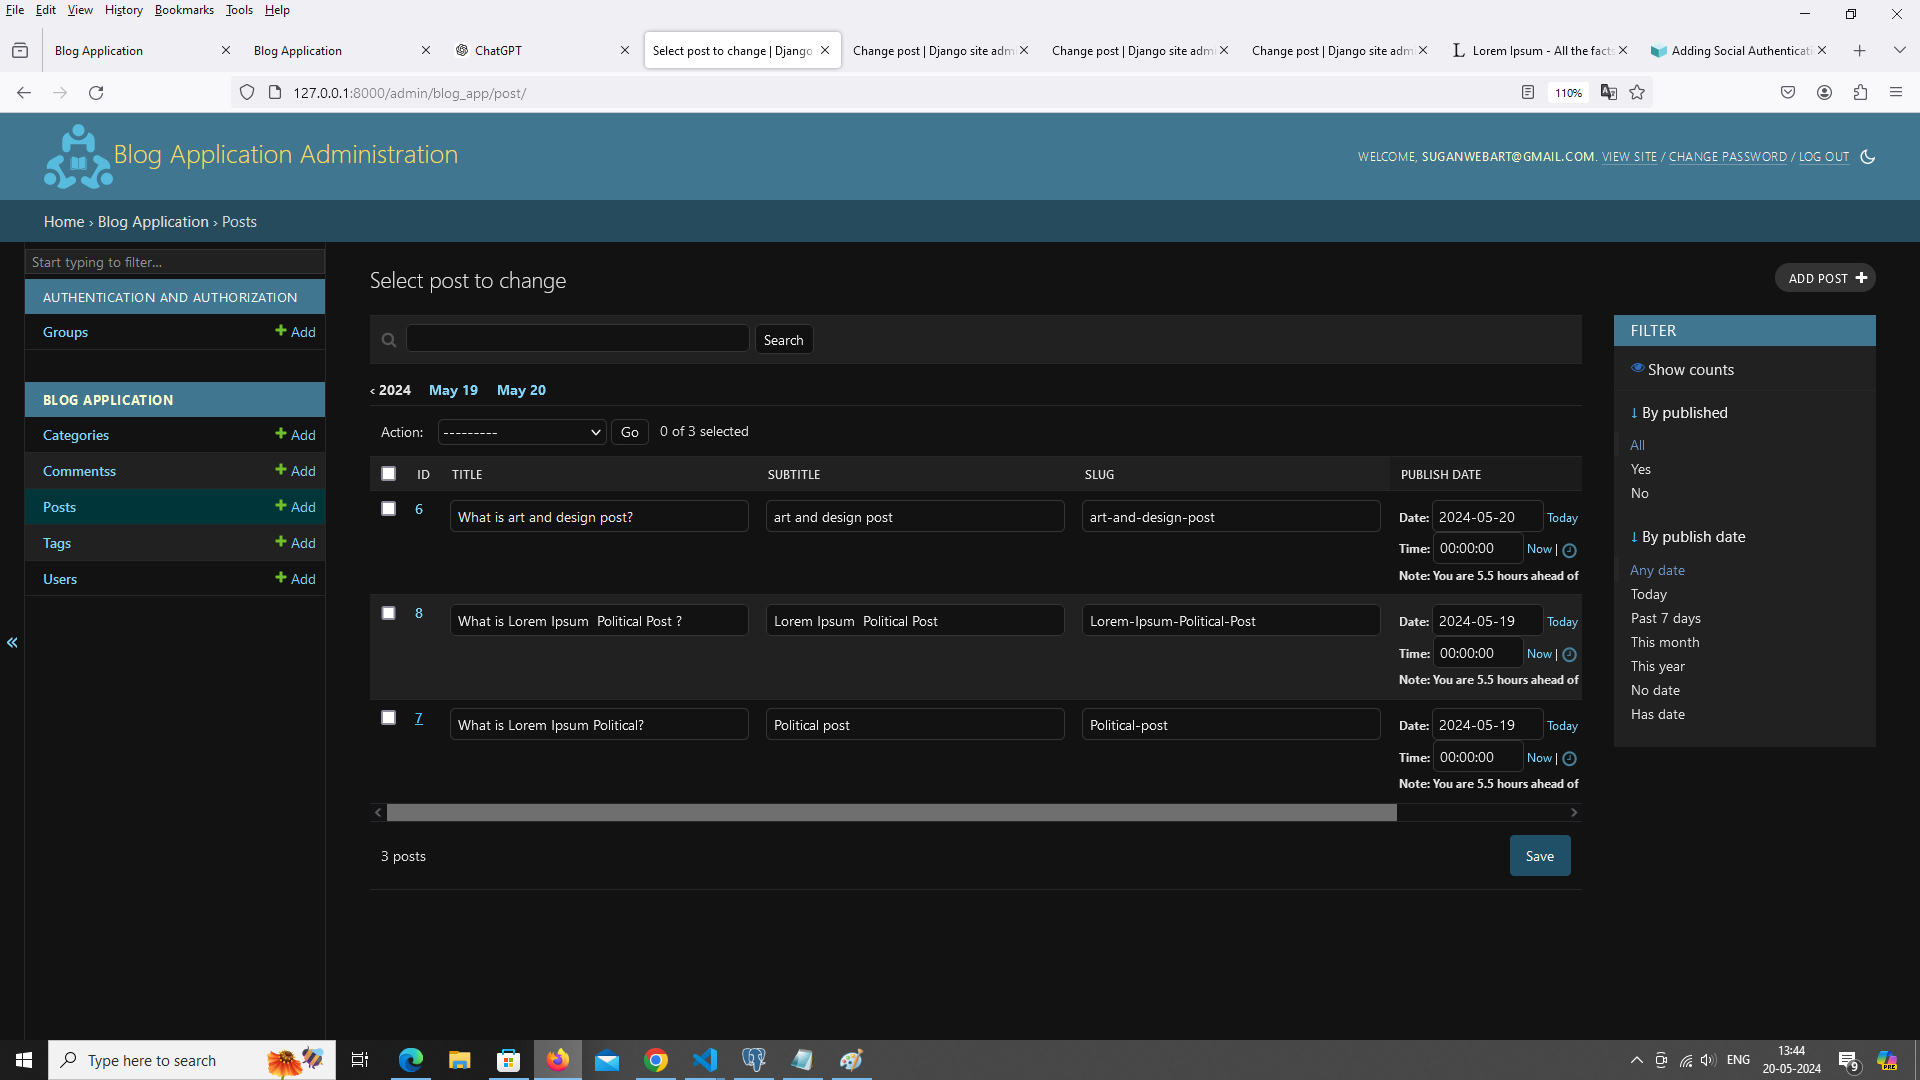 File Edit View History Bookmarks Tools Help
Blog Application
Blog Application
ChatGPT
Select post to change | Django
Change post | Django site adm
Change post | Django site adm
Change post | Django site adm
Lorem Ipsum - All the facts
Adding Social Authenticati
127.0.0.1:8000/admin/blog_app/post/
110%
Blog Application Administration
WELCOME, SUGANWEBART@GMAIL.COM. VIEW SITE / CHANGE PASSWORD / LOG OUT
Home › Blog Application › Posts
Start typing to filter...
AUTHENTICATION AND AUTHORIZATION
Groups Add
BLOG APPLICATION
Categories Add
Commentss Add
Posts Add
Tags Add
Users Add
«
Select post to change
ADD POST +
Search
‹ 2024 May 19 May 20
Action: --------- Go 0 of 3 selected
ID TITLE SUBTITLE SLUG PUBLISH DATE
6 What is art and design post? art and design post art-and-design-post Date: 2024-05-20 Today
Time: 00:00:00 Now |
Note: You are 5.5 hours ahead of
8 What is Lorem Ipsum  Political Post ? Lorem Ipsum  Political Post Lorem-Ipsum-Political-Post Date: 2024-05-19 Today
Time: 00:00:00 Now |
Note: You are 5.5 hours ahead of
7 What is Lorem Ipsum Political? Political post Political-post Date: 2024-05-19 Today
Time: 00:00:00 Now |
Note: You are 5.5 hours ahead of
3 posts
Save
FILTER
Show counts
↓ By published
All
Yes
No
↓ By publish date
Any date
Today
Past 7 days
This month
This year
No date
Has date
Type here to search
ENG
13:44
20-05-2024
9
PRE